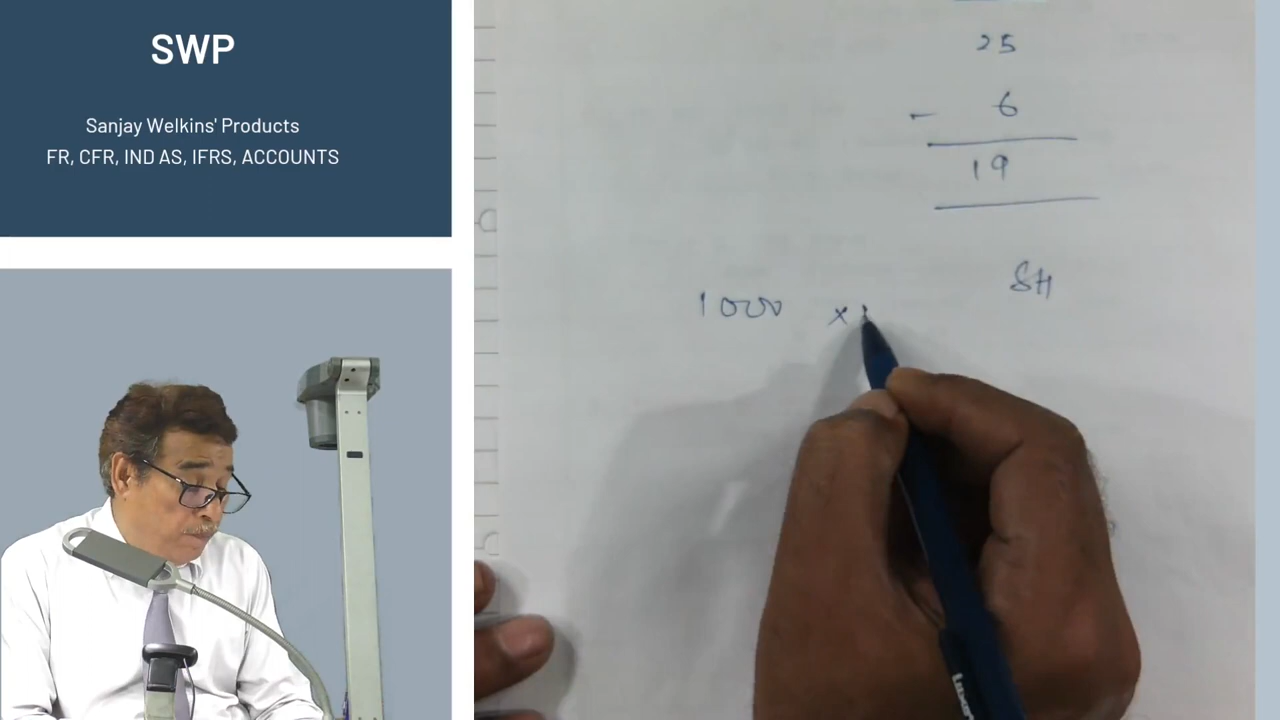 SWP
Sanjay Welkins' Products
FR, CFR, IND AS, IFRS, ACCOUNTS
25
- 6
19
SH
1000 x